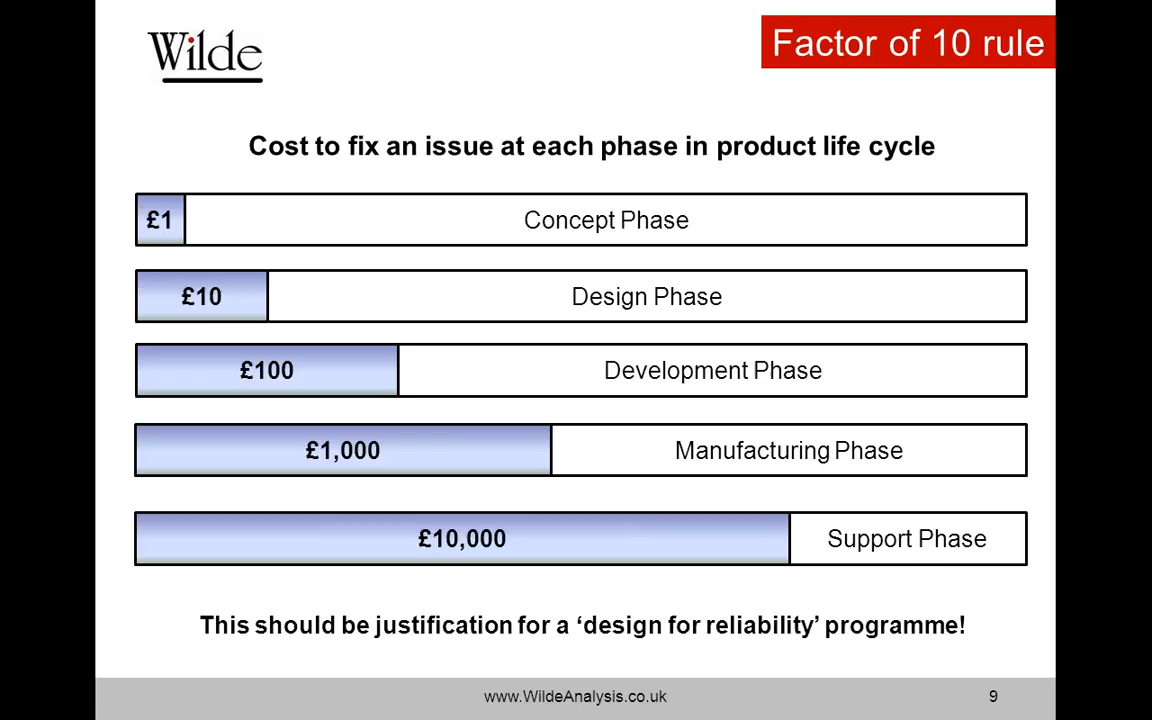 Wilde
Factor of 10 rule
Cost to fix an issue at each phase in product life cycle
£1
Concept Phase
£10
Design Phase
£100
Development Phase
£1,000
Manufacturing Phase
£10,000
Support Phase
This should be justification for a ‘design for reliability’ programme!
www.WildeAnalysis.co.uk
9